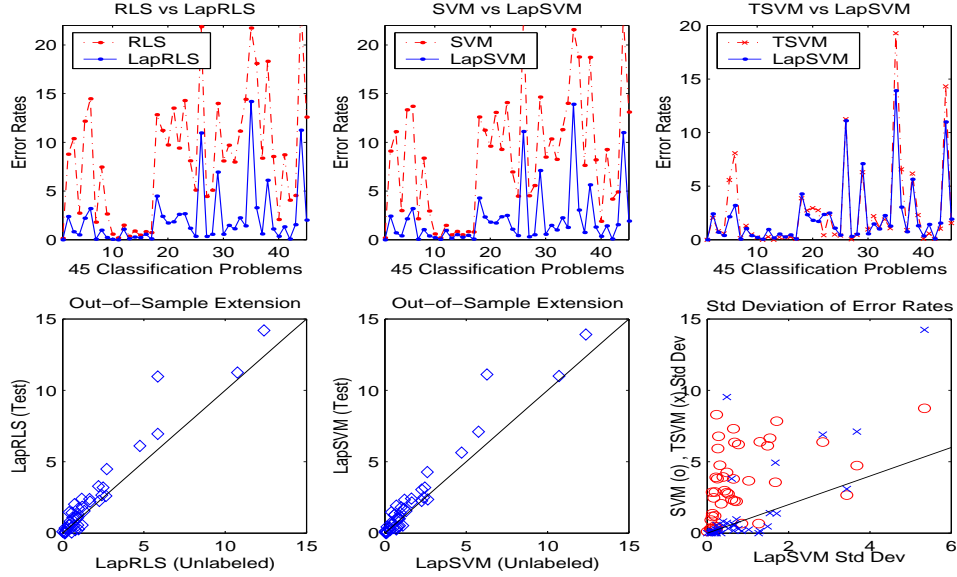 RLS vs LapRLS
SVM vs LapSVM
TSVM vs LapSVM
20
15
10
5
0
Error Rates
RLS
LapRLS
10 20 30 40
45 Classification Problems
20
15
10
5
0
Error Rates
SVM
LapSVM
10 20 30 40
45 Classification Problems
20
15
10
5
0
Error Rates
TSVM
LapSVM
10 20 30 40
45 Classification Problems
Out-of-Sample Extension
Out-of-Sample Extension
Std Deviation of Error Rates
15
10
5
0
LapRLS (Test)
0 5 10 15
LapRLS (Unlabeled)
15
10
5
0
LapSVM (Test)
0 5 10 15
LapSVM (Unlabeled)
15
10
5
0
SVM (o) , TSVM (x) Std Dev
0 2 4 6
LapSVM Std Dev